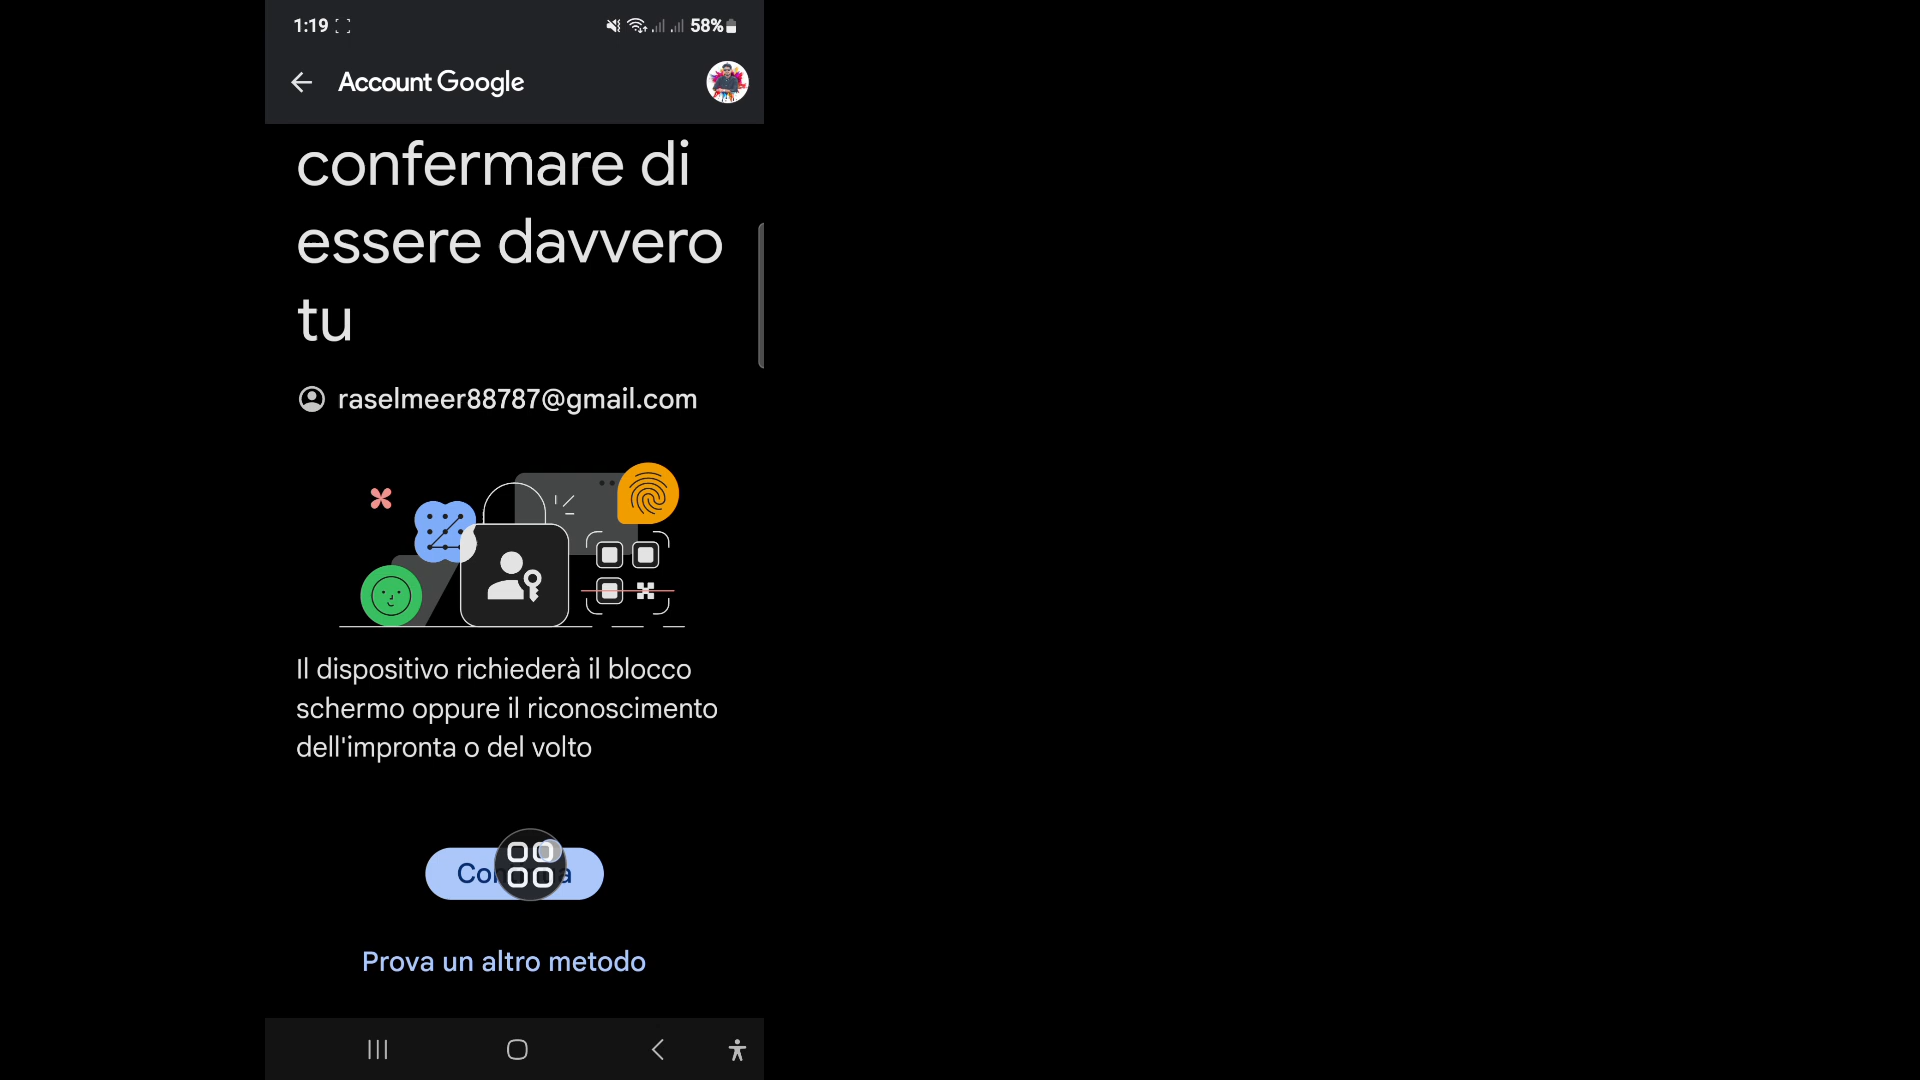 1:19
58%
Account Google
confermare di
essere davvero
tu
raselmeer88787@gmail.com
Il dispositivo richiederà il blocco
schermo oppure il riconoscimento
dell'impronta o del volto
Prova un altro metodo